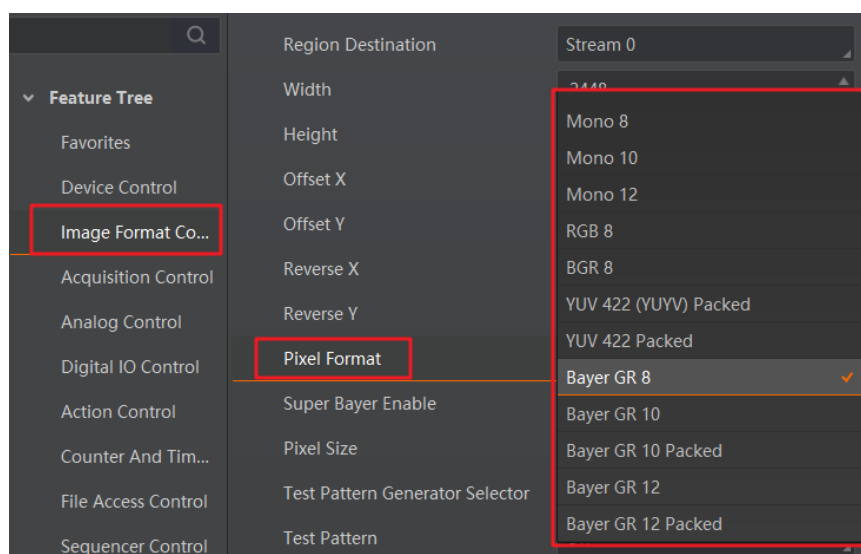 Feature Tree
Favorites
Device Control
Image Format Co...
Acquisition Control
Analog Control
Digital IO Control
Action Control
Counter And Tim...
File Access Control
Sequencer Control
Region Destination
Width
Height
Offset X
Offset Y
Reverse X
Reverse Y
Pixel Format
Super Bayer Enable
Pixel Size
Test Pattern Generator Selector
Test Pattern
Stream 0
2448
Mono 8
Mono 10
Mono 12
RGB 8
BGR 8
YUV 422 (YUYV) Packed
YUV 422 Packed
Bayer GR 8
Bayer GR 10
Bayer GR 10 Packed
Bayer GR 12
Bayer GR 12 Packed